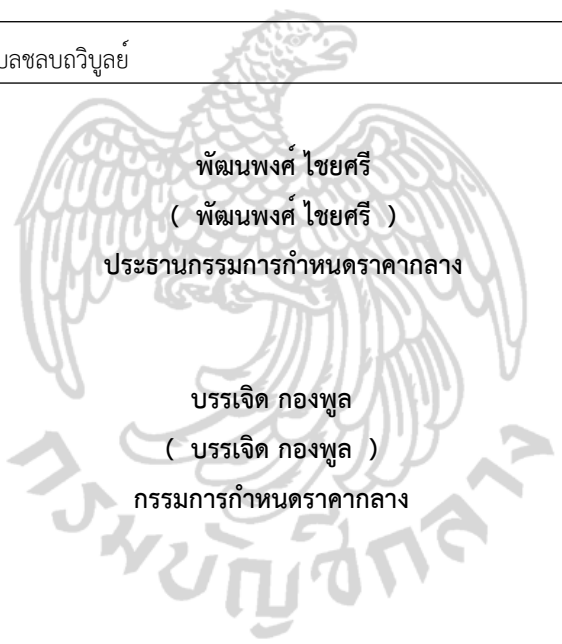 บลชลบถวิบูลย์
พัฒนพงศ์ ไชยศรี
( พัฒนพงศ์ ไชยศรี )
ประธานกรรมการกำหนดราคากลาง
บรรเจิด กองพูล
( บรรเจิด กองพูล )
กรรมการกำหนดราคากลาง
กรมบัญชีกลาง